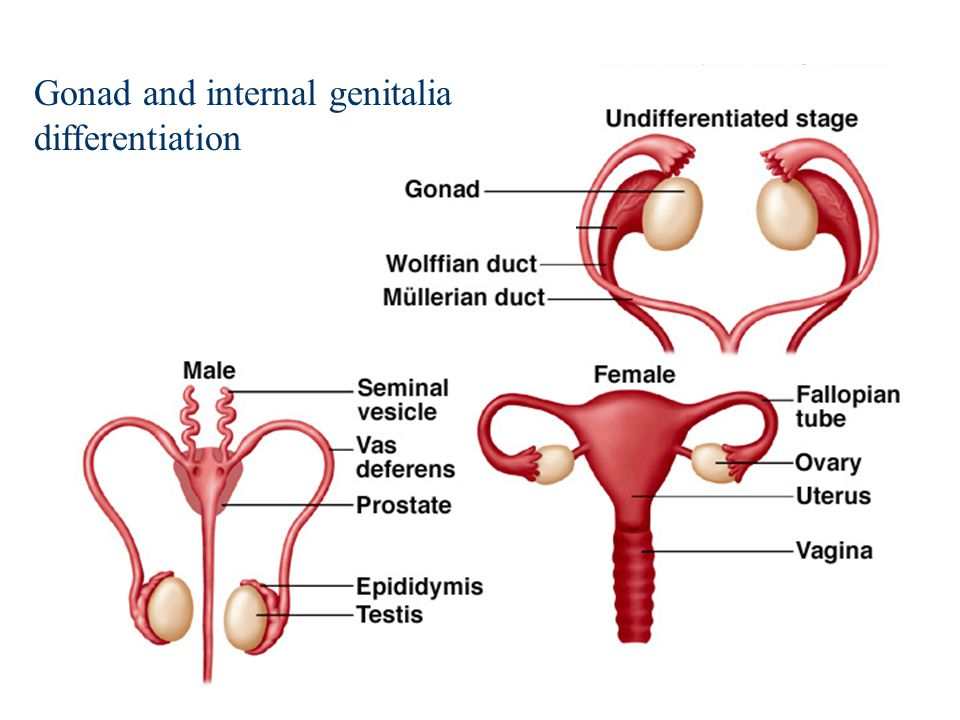 Gonad and internal genitalia
differentiation
Undifferentiated stage
Gonad
Wolffian duct
Müllerian duct
Male
Seminal
vesicle
Vas
deferens
Prostate
Epididymis
Testis
Female
Fallopian
tube
Ovary
Uterus
Vagina